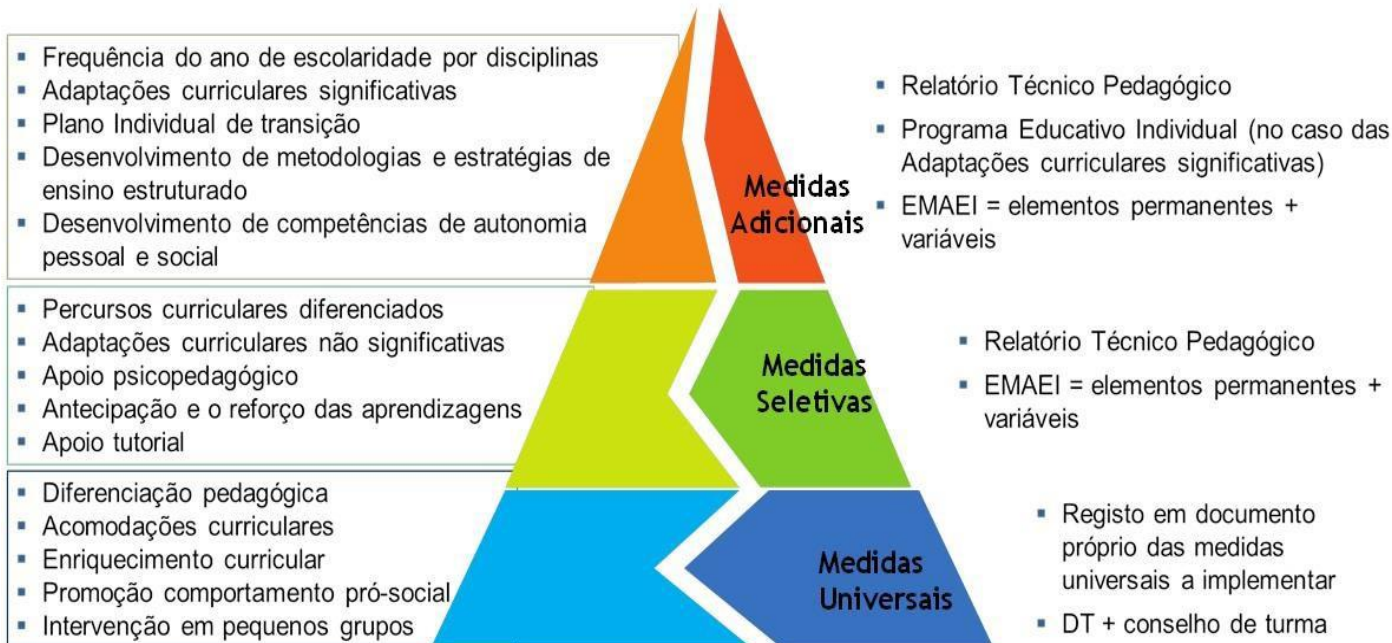 ▪ Frequência do ano de escolaridade por disciplinas
▪ Adaptações curriculares significativas
▪ Plano Individual de transição
▪ Desenvolvimento de metodologias e estratégias de
ensino estruturado
▪ Desenvolvimento de competências de autonomia
pessoal e social
Medidas
Adicionais
▪ Relatório Técnico Pedagógico
▪ Programa Educativo Individual (no caso das
Adaptações curriculares significativas)
▪ EMAEI = elementos permanentes +
variáveis
▪ Percursos curriculares diferenciados
▪ Adaptações curriculares não significativas
▪ Apoio psicopedagógico
▪ Antecipação e o reforço das aprendizagens
▪ Apoio tutorial
Medidas
Seletivas
▪ Relatório Técnico Pedagógico
▪ EMAEI = elementos permanentes +
variáveis
▪ Diferenciação pedagógica
▪ Acomodações curriculares
▪ Enriquecimento curricular
▪ Promoção comportamento pró-social
▪ Intervenção em pequenos grupos
Medidas
Universais
▪ Registo em documento
próprio das medidas
universais a implementar
▪ DT + conselho de turma